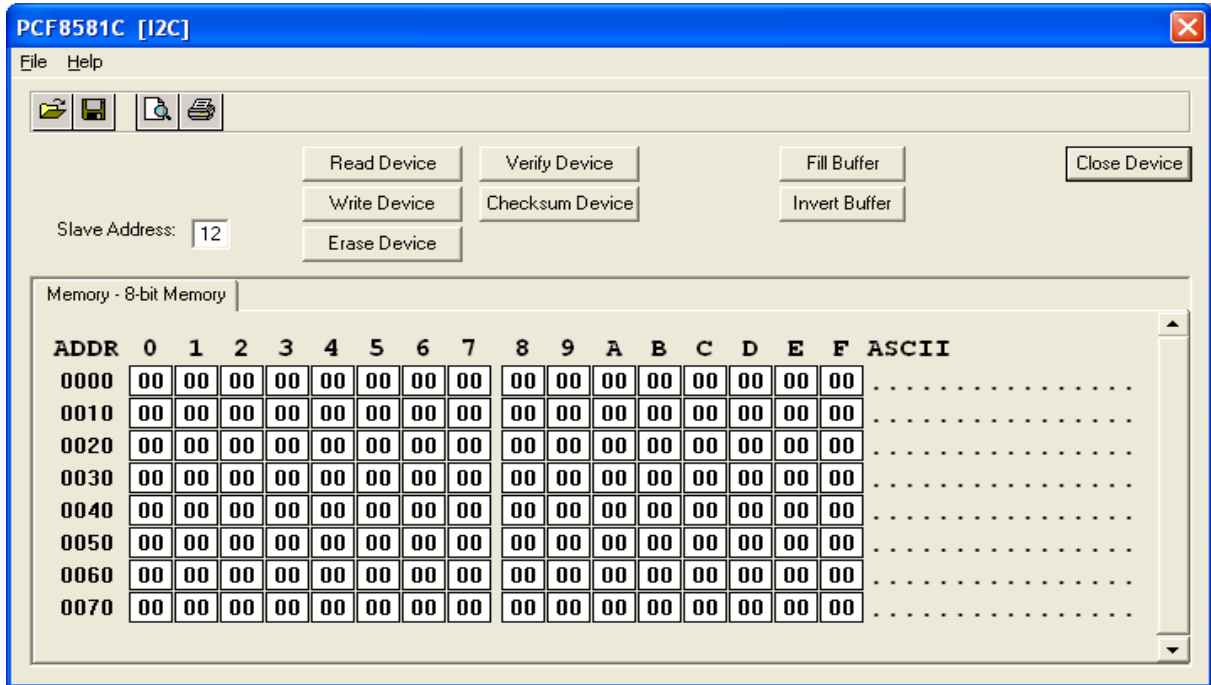 PCF8581C [I2C]
File Help
Read Device Verify Device Fill Buffer Close Device
Write Device Checksum Device Invert Buffer
Slave Address: 12
Erase Device
Memory - 8-bit Memory
ADDR 0 1 2 3 4 5 6 7 8 9 A B C D E F ASCII
0000 00 00 00 00 00 00 00 00 00 00 00 00 00 00 00 00 ................
0010 00 00 00 00 00 00 00 00 00 00 00 00 00 00 00 00 ................
0020 00 00 00 00 00 00 00 00 00 00 00 00 00 00 00 00 ................
0030 00 00 00 00 00 00 00 00 00 00 00 00 00 00 00 00 ................
0040 00 00 00 00 00 00 00 00 00 00 00 00 00 00 00 00 ................
0050 00 00 00 00 00 00 00 00 00 00 00 00 00 00 00 00 ................
0060 00 00 00 00 00 00 00 00 00 00 00 00 00 00 00 00 ................
0070 00 00 00 00 00 00 00 00 00 00 00 00 00 00 00 00 ................